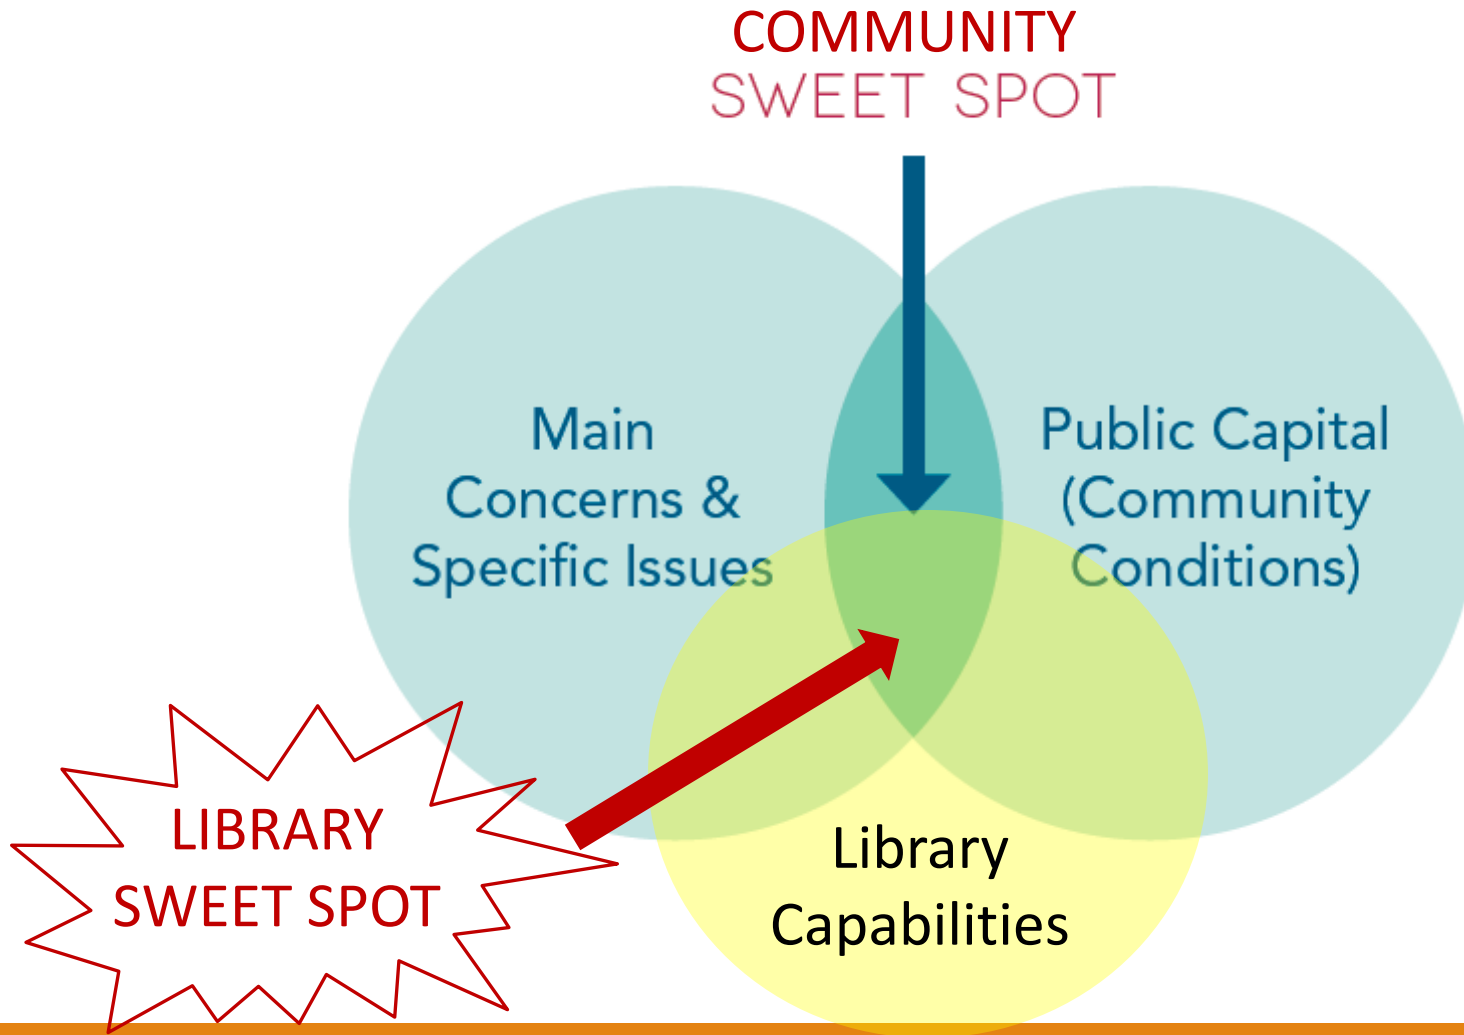 COMMUNITY
SWEET SPOT
Main
Concerns &
Specific Issues
Public Capital
(Community
Conditions)
LIBRARY
SWEET SPOT
Library
Capabilities